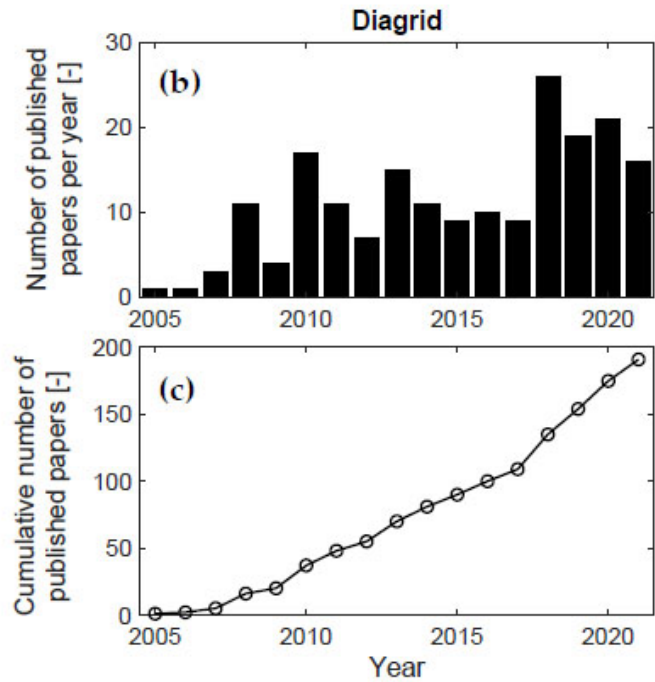 Diagrid
Number of published
papers per year [-]
(b)
30
20
10
0
2005
2010
2015
2020
Cumulative number of
published papers [-]
(c)
200
150
100
50
0
2005
2010
2015
2020
Year